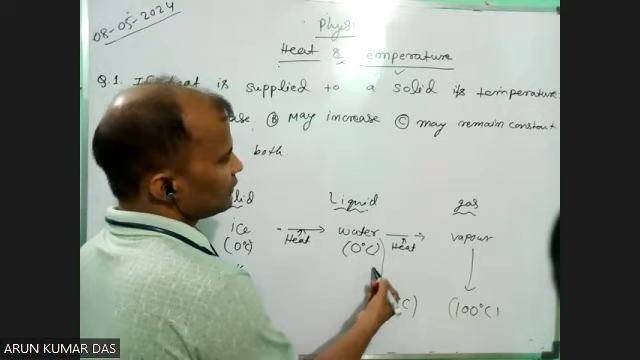 08-05-2024
Physi
Heat & Temperature
Q.1. If heat is supplied to a solid its temperature
ase. (B) May increase (C) may remain constant
both.
lid Liquid gas
ice Heat water Heat vapour
(0°C) (0°C)
°C) (100°C)
ARUN KUMAR DAS